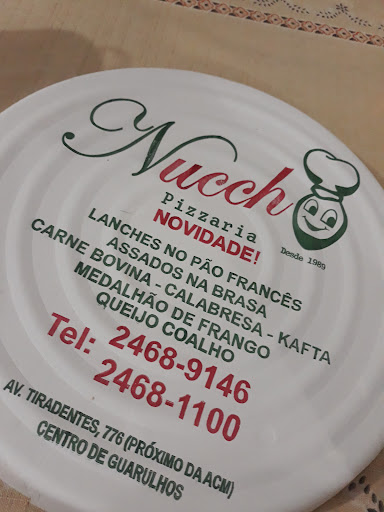 Nucch
Pizzaria
Desde 1989
NOVIDADE!
LANCHES NO PÃO FRANCÊS
ASSADOS NA BRASA
CARNE BOVINA - CALABRESA - KAFTA
MEDALHÃO DE FRANGO
QUEIJO COALHO
Tel: 2468-9146
2468-1100
AV. TIRADENTES, 776 (PRÓXIMO DA ACM)
CENTRO DE GUARULHOS